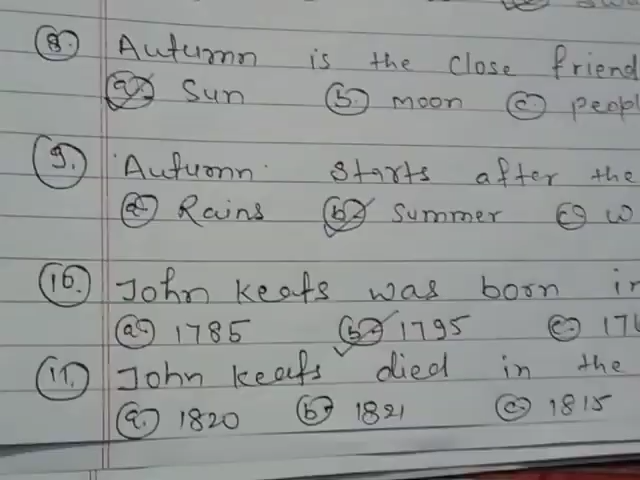 8. Autumn is the close friend
a. Sun b. moon c. peopl
9. Autumn starts after the
a. Rains b. Summer c. W
10. John keats was born in
a. 1785 b. 1795 c. 17
11. John keats died in the
a. 1820 b. 1821 c. 1815